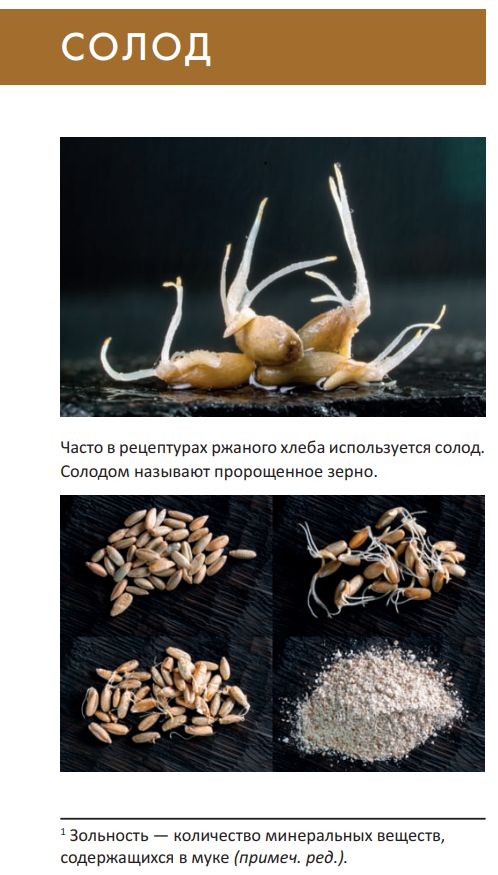 СОЛОД
Часто в рецептурах ржаного хлеба используется солод.
Солодом называют пророщенное зерно.
¹ Зольность — количество минеральных веществ,
содержащихся в муке (примеч. ред.).